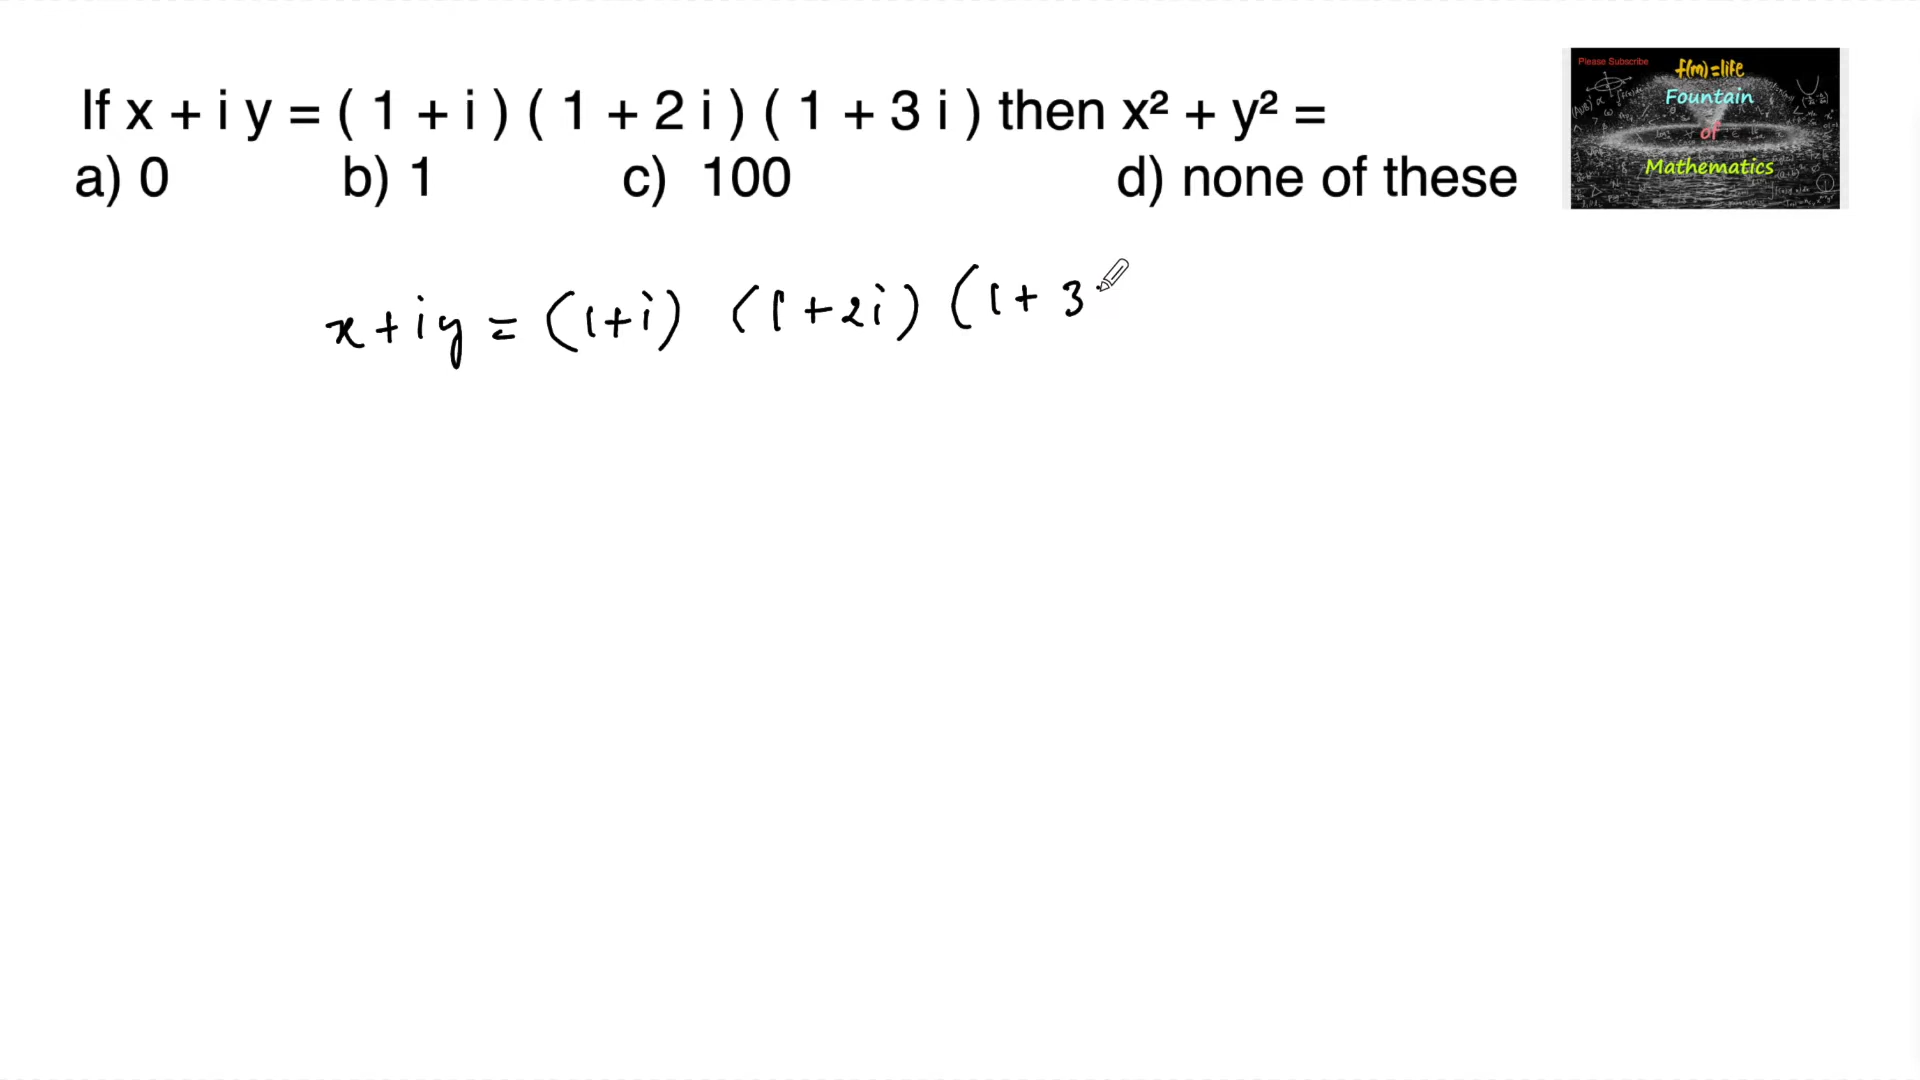 If x + i y = ( 1 + i ) ( 1 + 2 i ) ( 1 + 3 i ) then x² + y² =
a) 0 b) 1 c) 100 d) none of these
Please Subscribe
f(m)=life
Fountain
of
Mathematics
x + iy = (1+i) (1+2i) (1+3